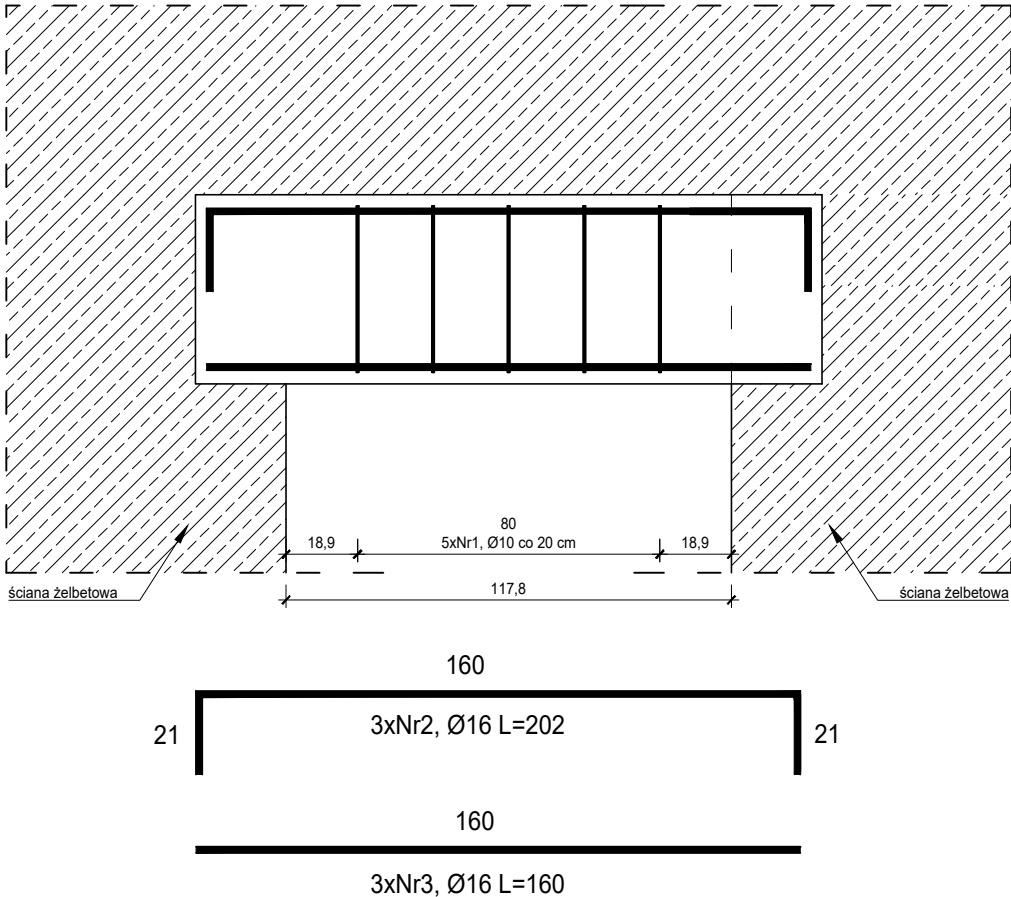 80
18,9
5xNr1, Ø10 co 20 cm
18,9
ściana żelbetowa
117,8
ściana żelbetowa
160
21
3xNr2, Ø16 L=202
21
160
3xNr3, Ø16 L=160